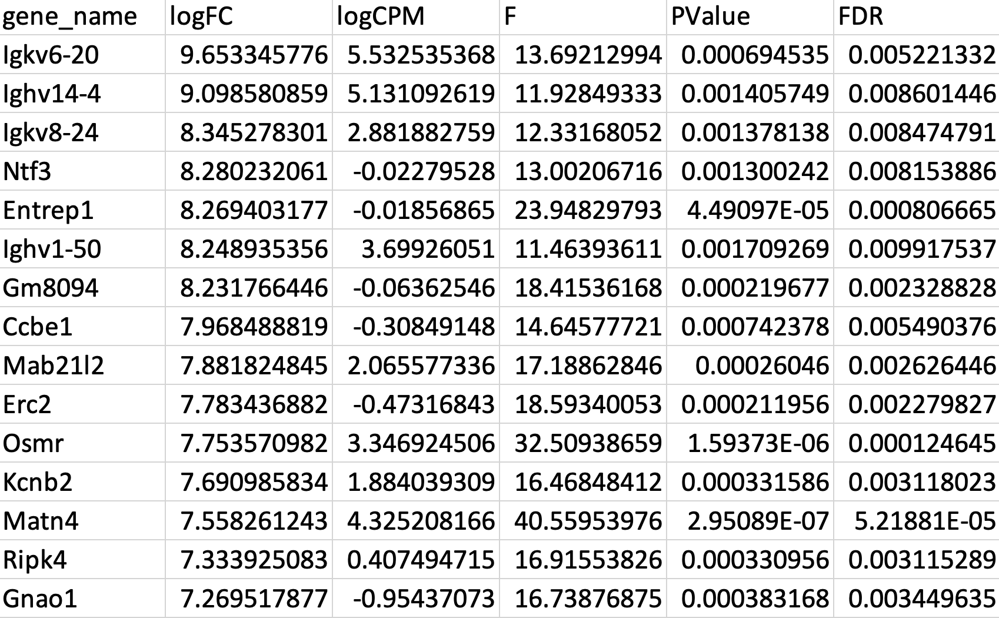 gene_name logFC logCPM F PValue FDR
Igkv6-20 9.653345776 5.532535368 13.69212994 0.000694535 0.005221332
Ighv14-4 9.098580859 5.131092619 11.92849333 0.001405749 0.008601446
Igkv8-24 8.345278301 2.881882759 12.33168052 0.001378138 0.008474791
Ntf3 8.280232061 -0.02279528 13.00206716 0.001300242 0.008153886
Entrep1 8.269403177 -0.01856865 23.94829793 4.49097E-05 0.000806665
Ighv1-50 8.248935356 3.69926051 11.46393611 0.001709269 0.009917537
Gm8094 8.231766446 -0.06362546 18.41536168 0.000219677 0.002328828
Ccbe1 7.968488819 -0.30849148 14.64577721 0.000742378 0.005490376
Mab21l2 7.881824845 2.065577336 17.18862846 0.00026046 0.002626446
Erc2 7.783436882 -0.47316843 18.59340053 0.000211956 0.002279827
Osmr 7.753570982 3.346924506 32.50938659 1.59373E-06 0.000124645
Kcnb2 7.690985834 1.884039309 16.46848412 0.000331586 0.003118023
Matn4 7.558261243 4.325208166 40.55953976 2.95089E-07 5.21881E-05
Ripk4 7.333925083 0.407494715 16.91553826 0.000330956 0.003115289
Gnao1 7.269517877 -0.95437073 16.73876875 0.000383168 0.003449635